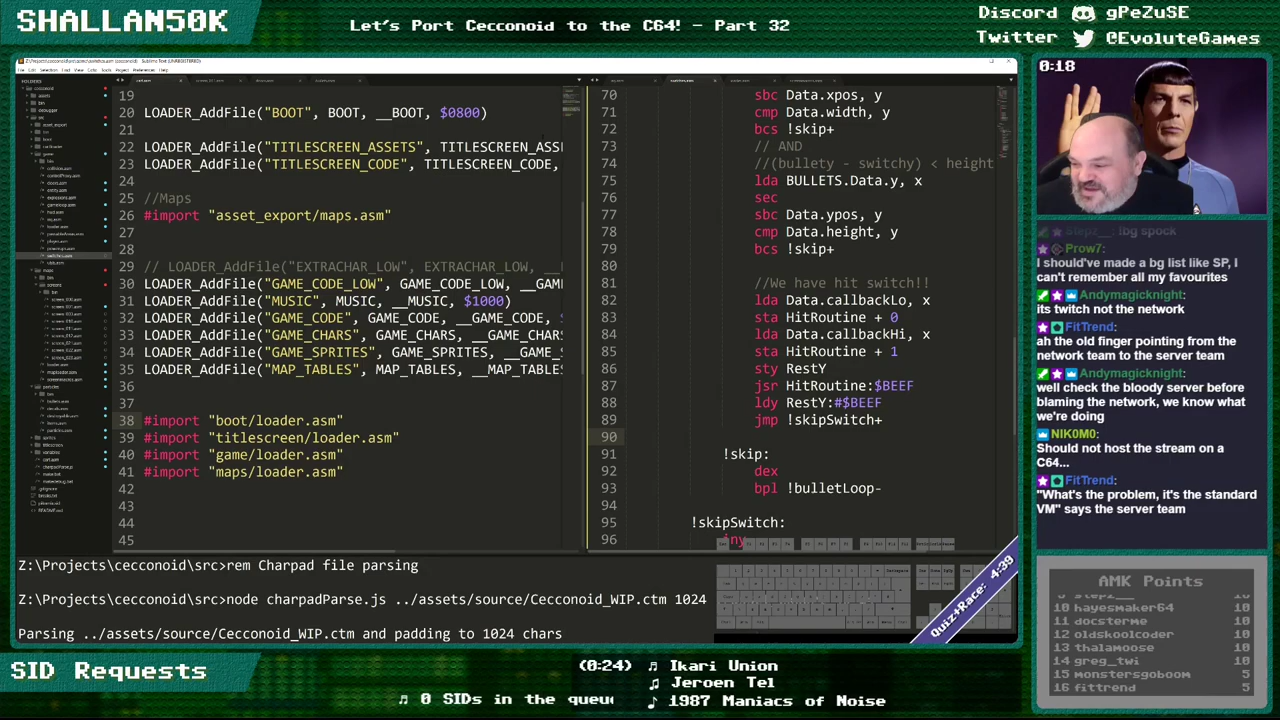 SHALLAN50K
Let's Port Cecconoid to the C64! - Part 32
Discord gPeZuSE
Twitter @EvoluteGames
19
20 LOADER_AddFile("BOOT", BOOT, __BOOT, $0800)
21
22 LOADER_AddFile("TITLESCREEN_ASSETS", TITLESCREEN_ASS
23 LOADER_AddFile("TITLESCREEN_CODE", TITLESCREEN_CODE,
24
25 //Maps
26 #import "asset_export/maps.asm"
27
28
29 // LOADER_AddFile("EXTRACHAR_LOW", EXTRACHAR_LOW, __
30 LOADER_AddFile("GAME_CODE_LOW", GAME_CODE_LOW, __GAM
31 LOADER_AddFile("MUSIC", MUSIC, __MUSIC, $1000)
32 LOADER_AddFile("GAME_CODE", GAME_CODE, __GAME_CODE,
33 LOADER_AddFile("GAME_CHARS", GAME_CHARS, __GAME_CHAR
34 LOADER_AddFile("GAME_SPRITES", GAME_SPRITES, __GAME_S
35 LOADER_AddFile("MAP_TABLES", MAP_TABLES, __MAP_TABLES
36
37
38 #import "boot/loader.asm"
39 #import "titlescreen/loader.asm"
40 #import "game/loader.asm"
41 #import "maps/loader.asm"
42
43
44
45
70 sbc Data.xpos, y
71 cmp Data.width, y
72 bcs !skip+
73 // AND
74 //(bullety - switchy) < height
75 lda BULLETS.Data.y, x
76 sec
77 sbc Data.ypos, y
78 cmp Data.height, y
79 bcs !skip+
80
81 //We have hit switch!!
82 lda Data.callbackLo, x
83 sta HitRoutine + 0
84 lda Data.callbackHi, x
85 sta HitRoutine + 1
86 sty RestY
87 jsr HitRoutine:$BEEF
88 ldy RestY:#$BEEF
89 jmp !skipSwitch+
90
91 !skip:
92 dex
93 bpl !bulletLoop-
94
95 !skipSwitch:
96 iny
Z:\Projects\cecconoid\src>rem Charpad file parsing
Z:\Projects\cecconoid\src>node charpadParse.js ../assets/source/Cecconoid_WIP.ctm 1024
Parsing ../assets/source/Cecconoid_WIP.ctm and padding to 1024 chars
Quiz+Race: 4:39
0:18
Stepz__: !bg spock
Prow7:
I should've made a bg list like SP, I
can't remember all my favourites
Andymagicknight:
its twitch not the network
FitTrend:
ah the old finger pointing from the
network team to the server team
Andymagicknight:
well check the bloody server before
blaming the network, we know what
we're doing
NIK0M0:
Should not host the stream on a
C64...
FitTrend:
"What's the problem, it's the standard
VM" says the server team
AMK Points
9 stepz__ 10
10 hayesmaker64 10
11 docsterme 10
12 oldskoolcoder 10
13 thalamoose 10
14 greg_twi 10
15 monstersgoboom 5
16 fittrend 5
SID Requests
(0:24) Ikari Union
Jeroen Tel
0 SIDs in the queue
1987 Maniacs of Noise